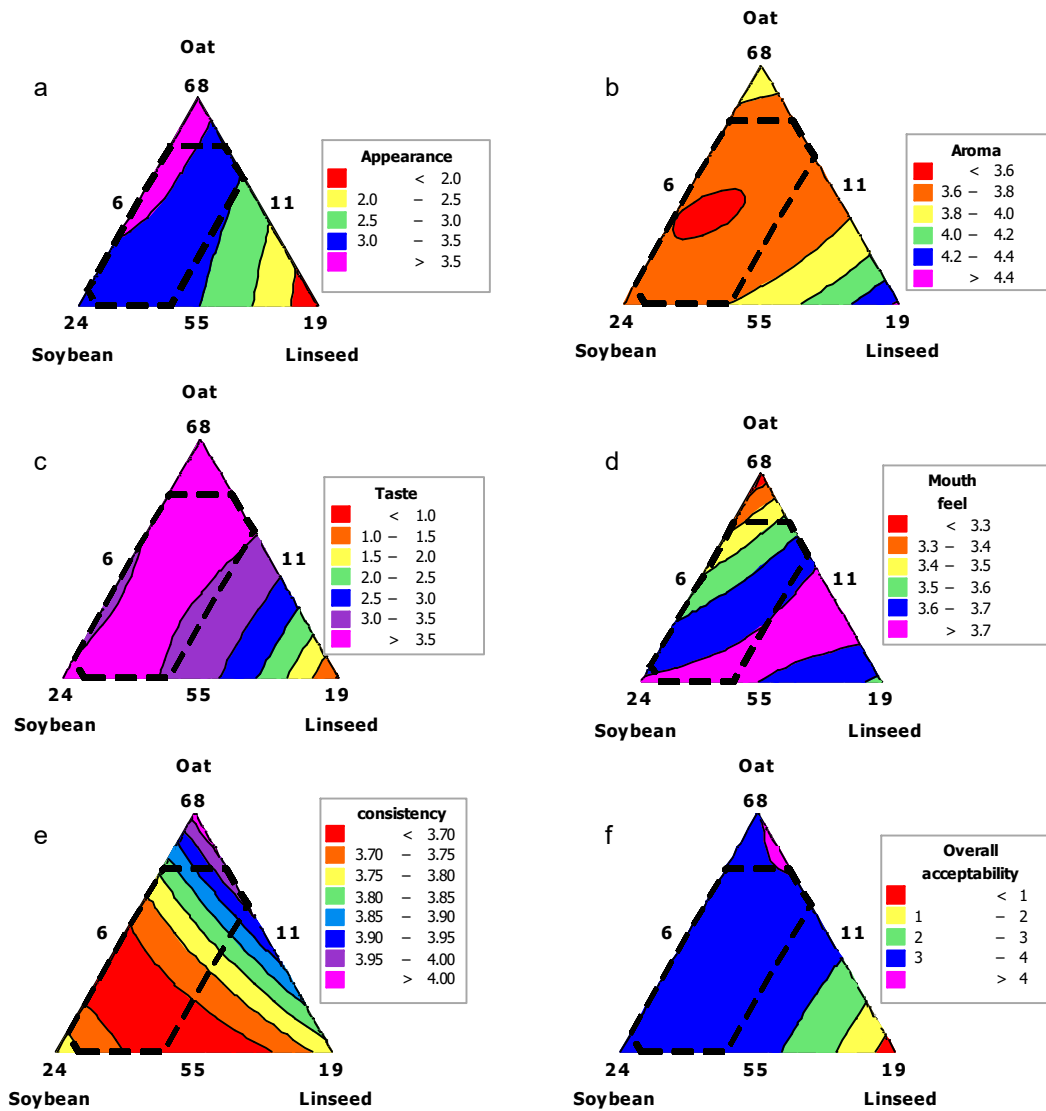 a
Oat
68
6
11
24
55
19
Soybean
Linseed
Appearance
< 2.0
2.0 – 2.5
2.5 – 3.0
3.0 – 3.5
> 3.5
b
Oat
68
6
11
24
55
19
Soybean
Linseed
Aroma
< 3.6
3.6 – 3.8
3.8 – 4.0
4.0 – 4.2
4.2 – 4.4
> 4.4
c
Oat
68
6
11
24
55
19
Soybean
Linseed
Taste
< 1.0
1.0 – 1.5
1.5 – 2.0
2.0 – 2.5
2.5 – 3.0
3.0 – 3.5
> 3.5
d
Oat
68
6
11
24
55
19
Soybean
Linseed
Mouth
feel
< 3.3
3.3 – 3.4
3.4 – 3.5
3.5 – 3.6
3.6 – 3.7
> 3.7
e
Oat
68
6
11
24
55
19
Soybean
Linseed
consistency
< 3.70
3.70 – 3.75
3.75 – 3.80
3.80 – 3.85
3.85 – 3.90
3.90 – 3.95
3.95 – 4.00
> 4.00
f
Oat
68
6
11
24
55
19
Soybean
Linseed
Overall
acceptability
< 1
1 – 2
2 – 3
3 – 4
> 4